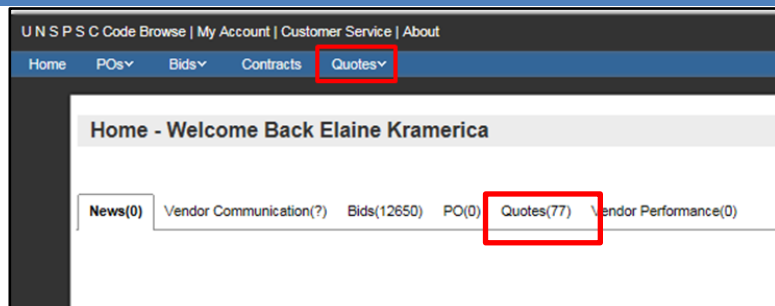 U N S P S C Code Browse | My Account | Customer Service | About
Home POs Bids Contracts Quotes
Home - Welcome Back Elaine Kramerica
News(0) Vendor Communication(?) Bids(12650) PO(0) Quotes(77) Vendor Performance(0)